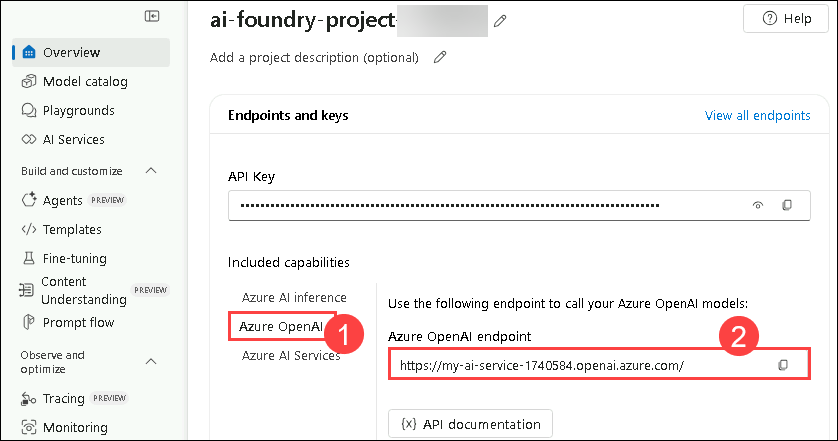 ai-foundry-project-
Help
Overview
Add a project description (optional)
Model catalog
Playgrounds
Endpoints and keys
View all endpoints
AI Services
Build and customize
API Key
Agents PREVIEW
••••••••••••••••••••••••••••••••••••••••••••••••••••••••••••••••••••••••••••••••••••
Templates
Fine-tuning
Included capabilities
Content
Understanding PREVIEW
Azure AI inference
Use the following endpoint to call your Azure OpenAI models:
Prompt flow
Azure OpenAI
1
Azure OpenAI endpoint
2
Observe and
optimize
Azure AI Services
https://my-ai-service-1740584.openai.azure.com/
Tracing PREVIEW
Monitoring
{x} API documentation